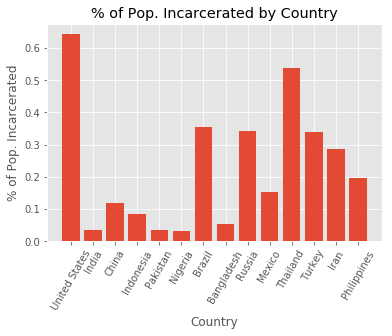 % of Pop. Incarcerated by Country
% of Pop. Incarcerated
0.6
0.5
0.4
0.3
0.2
0.1
0.0
United States
India
China
Indonesia
Pakistan
Nigeria
Brazil
Bangladesh
Russia
Mexico
Thailand
Turkey
Iran
Philippines
Country